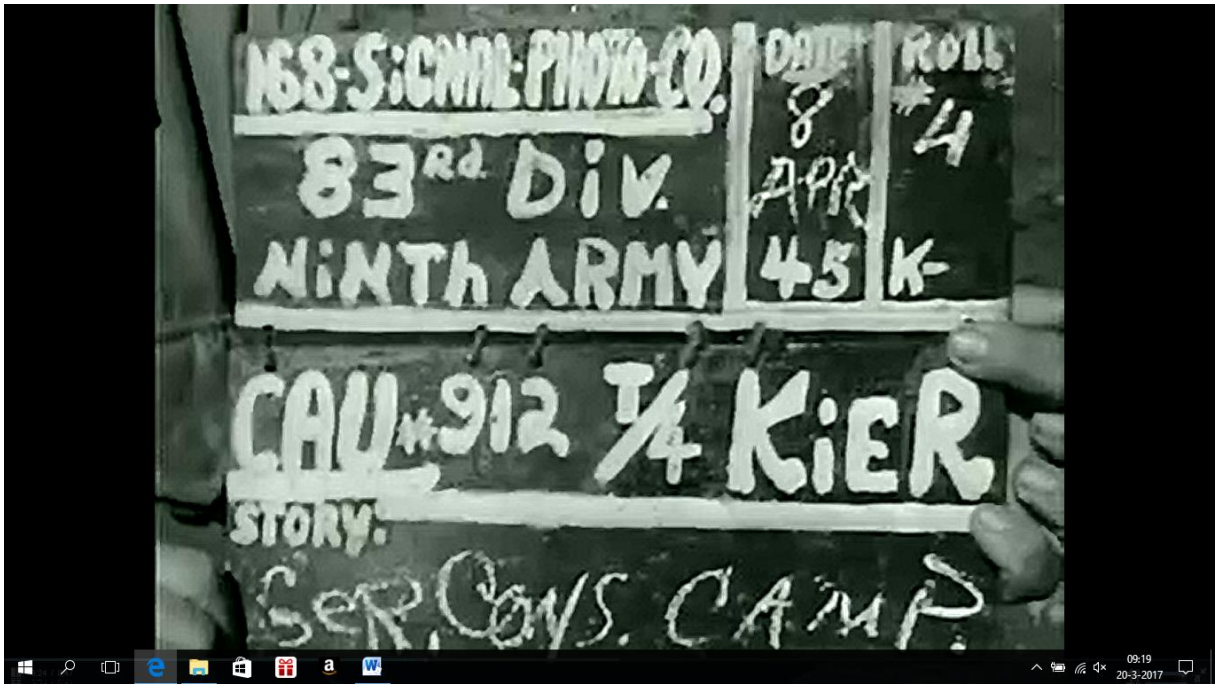 168-SiGNAL-PHOTO-CO.
83Rd. Div.
NiNTh ARMY
DATE
8
APR
45
ROLL
#4
K-
CAU#912 T/4 KiER
STORY:
GER. CONS. CAMP.
09:19
20-3-2017